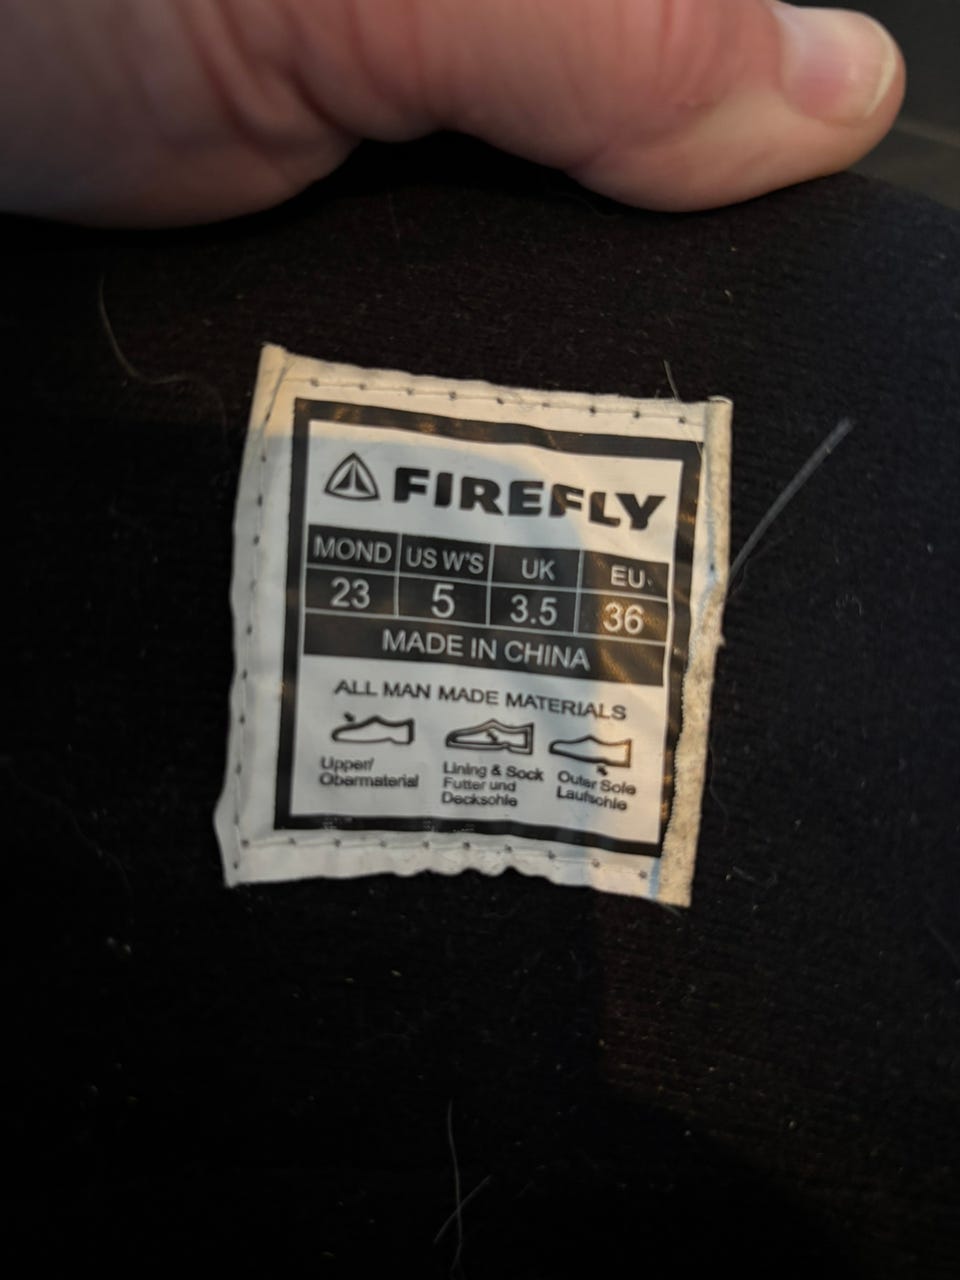 FIREFLY
MOND US W'S UK EU
23 5 3.5 36
MADE IN CHINA
ALL MAN MADE MATERIALS
Upper/
Obermaterial
Lining & Sock
Futter und
Decksohle
Outer Sole
Laufsohle